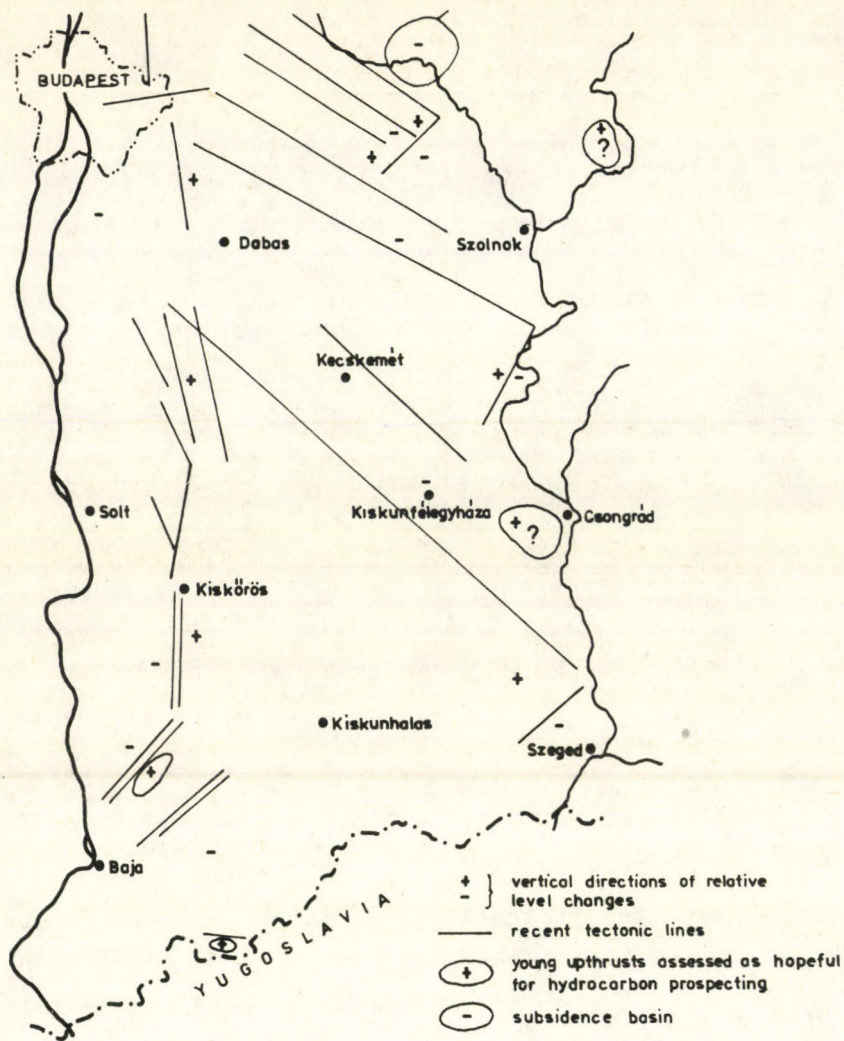 BUDAPEST
+
-
+
-
+
-
+
?
+
-
Dabas
-
Szolnok
Kecskemét
+
+
-
-
Kiskunfélegyháza
Solt
+
?
Csongrád
Kiskőrös
+
-
+
Kiskunhalas
-
Szeged
-
+
-
Baja
+
YUGOSLAVIA
+
- } vertical directions of relative
level changes
recent tectonic lines
+ young upthrusts assessed as hopeful
for hydrocarbon prospecting
- subsidence basin